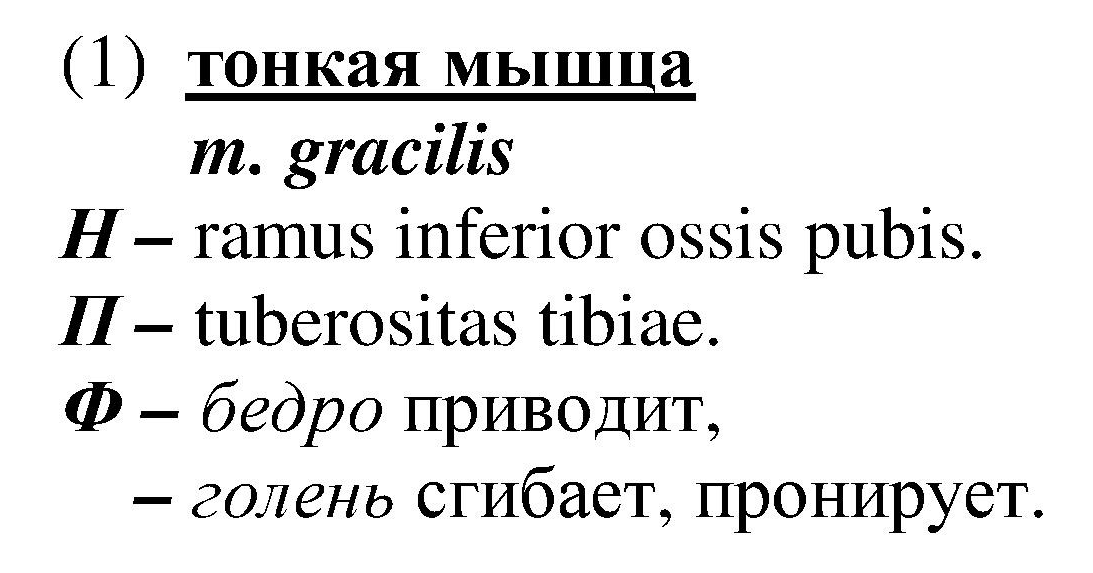 (1) тонкая мышца
m. gracilis
Н – ramus inferior ossis pubis.
П – tuberositas tibiae.
Ф – бедро приводит,
– голень сгибает, пронирует.